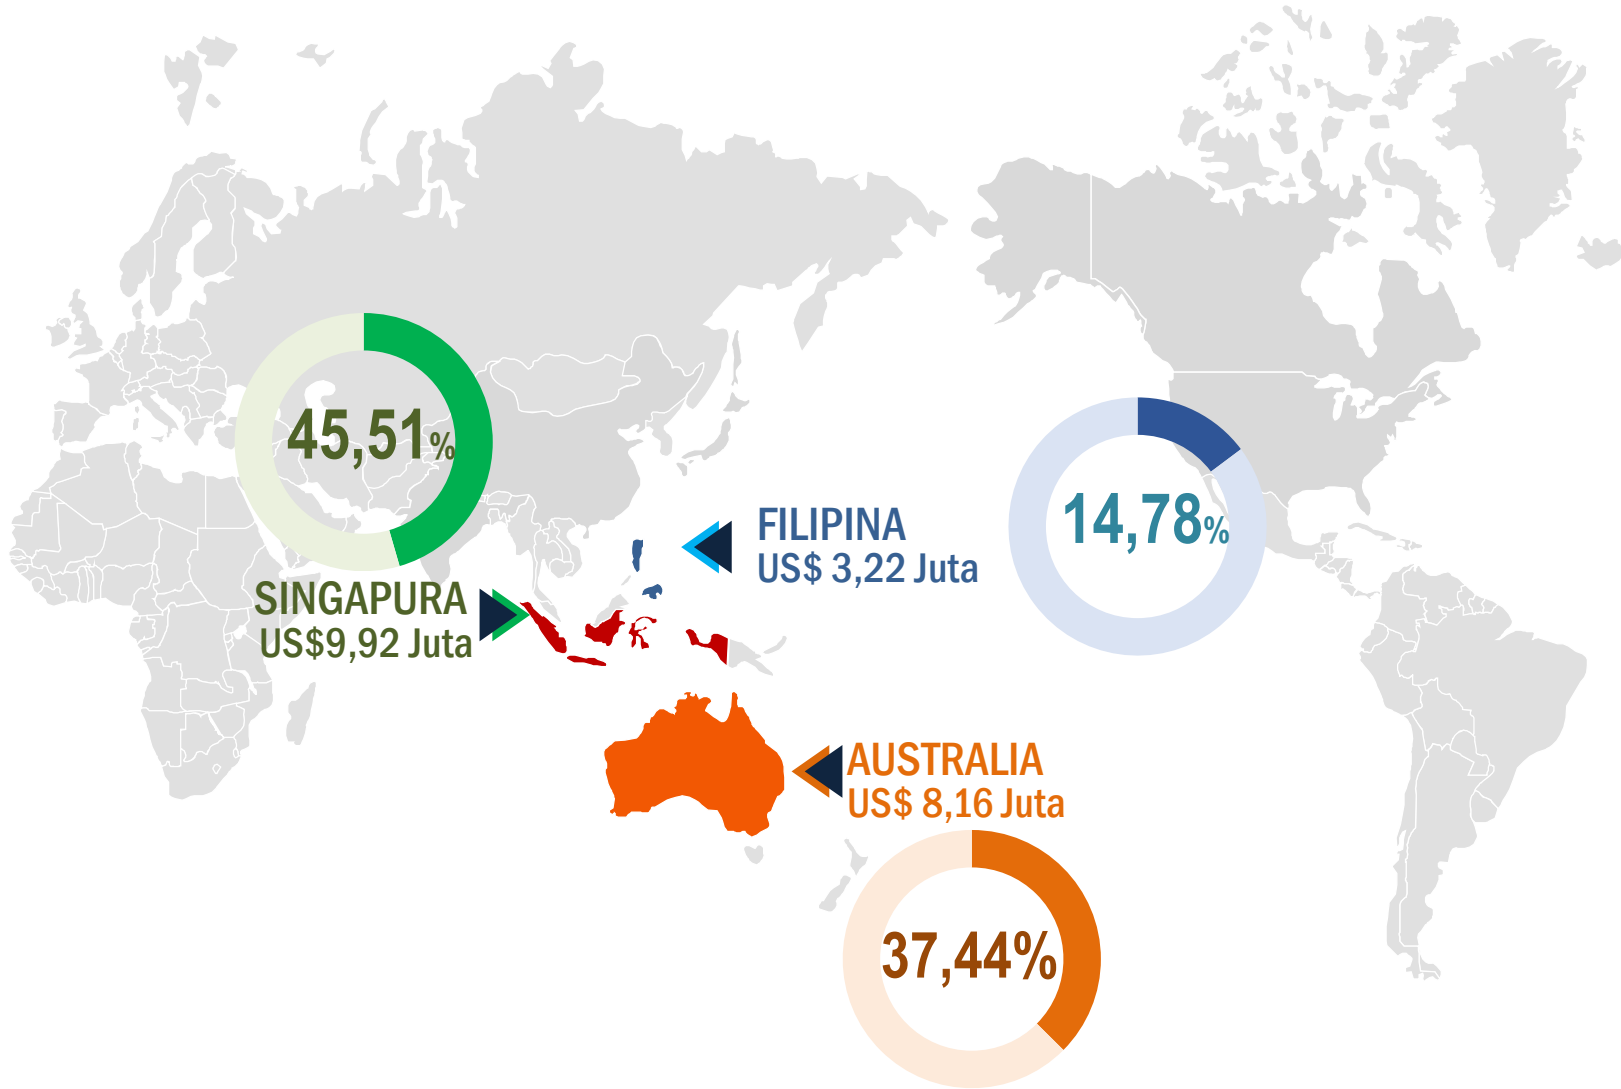 45,51%
SINGAPURA
US$9,92 Juta
FILIPINA
US$ 3,22 Juta
14,78%
AUSTRALIA
US$ 8,16 Juta
37,44%